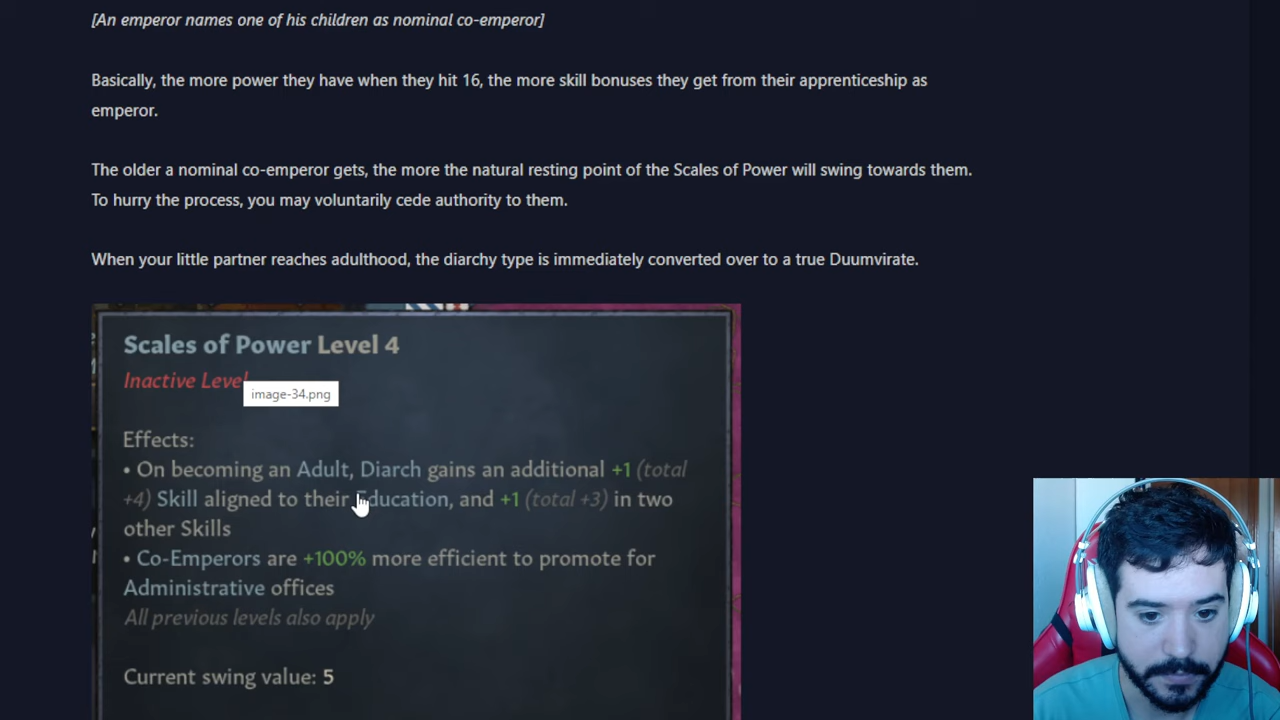 [An emperor names one of his children as nominal co-emperor]
Basically, the more power they have when they hit 16, the more skill bonuses they get from their apprenticeship as
emperor.
The older a nominal co-emperor gets, the more the natural resting point of the Scales of Power will swing towards them.
To hurry the process, you may voluntarily cede authority to them.
When your little partner reaches adulthood, the diarchy type is immediately converted over to a true Duumvirate.
Scales of Power Level 4
Inactive Level
image-34.png
Effects:
• On becoming an Adult, Diarch gains an additional +1 (total
+4) Skill aligned to their Education, and +1 (total +3) in two
other Skills
• Co-Emperors are +100% more efficient to promote for
Administrative offices
All previous levels also apply
Current swing value: 5